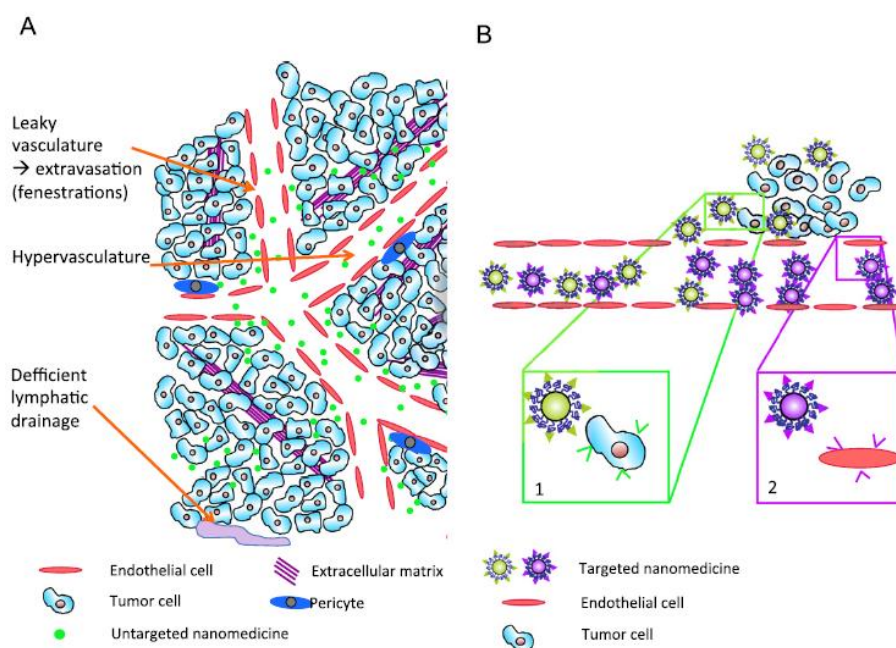 A
Leaky
vasculature
→ extravasation
(fenestrations)
Hypervasculature
Defficient
lymphatic
drainage
Endothelial cell
Extracellular matrix
Tumor cell
Pericyte
Untargeted nanomedicine
B
1
2
Targeted nanomedicine
Endothelial cell
Tumor cell